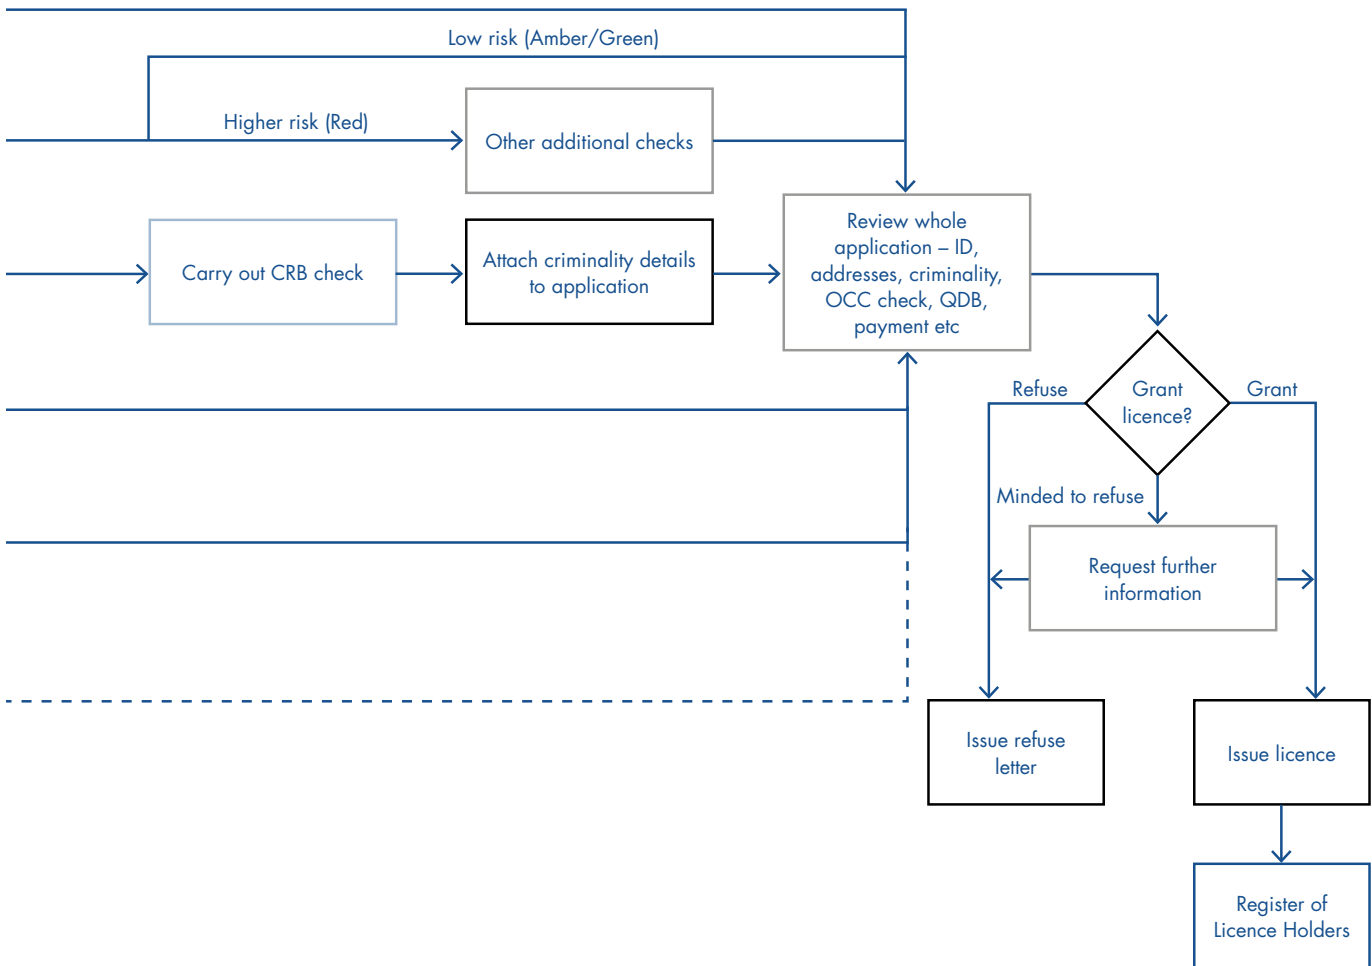 Low risk (Amber/Green)
Higher risk (Red)
Other additional checks
Carry out CRB check
Attach criminality details
to application
Review whole
application – ID,
addresses, criminality,
OCC check, QDB,
payment etc
Refuse
Grant
licence?
Grant
Minded to refuse
Request further
information
Issue refuse
letter
Issue licence
Register of
Licence Holders